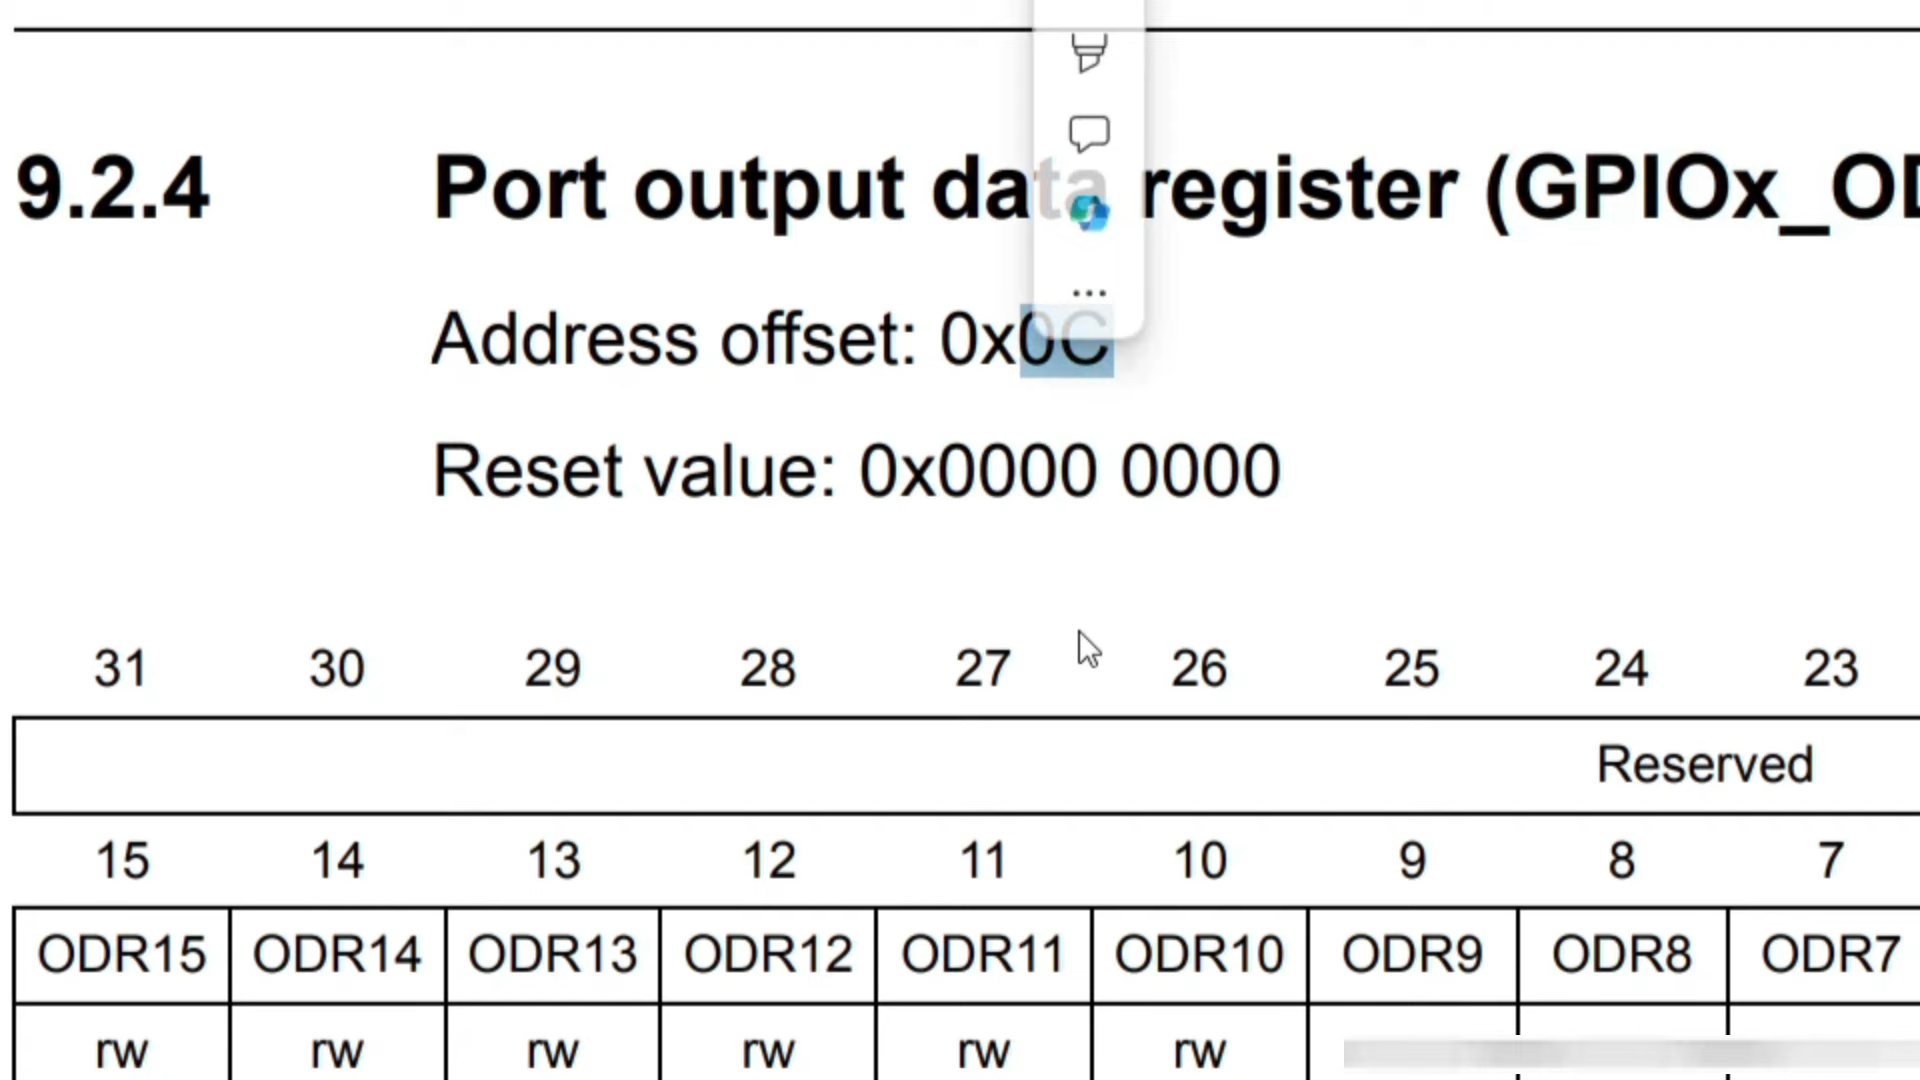 9.2.4 Port output data register (GPIOx_OD
Address offset: 0x0C
Reset value: 0x0000 0000
31 30 29 28 27 26 25 24 23
Reserved
15 14 13 12 11 10 9 8 7
ODR15 ODR14 ODR13 ODR12 ODR11 ODR10 ODR9 ODR8 ODR7
rw rw rw rw rw rw